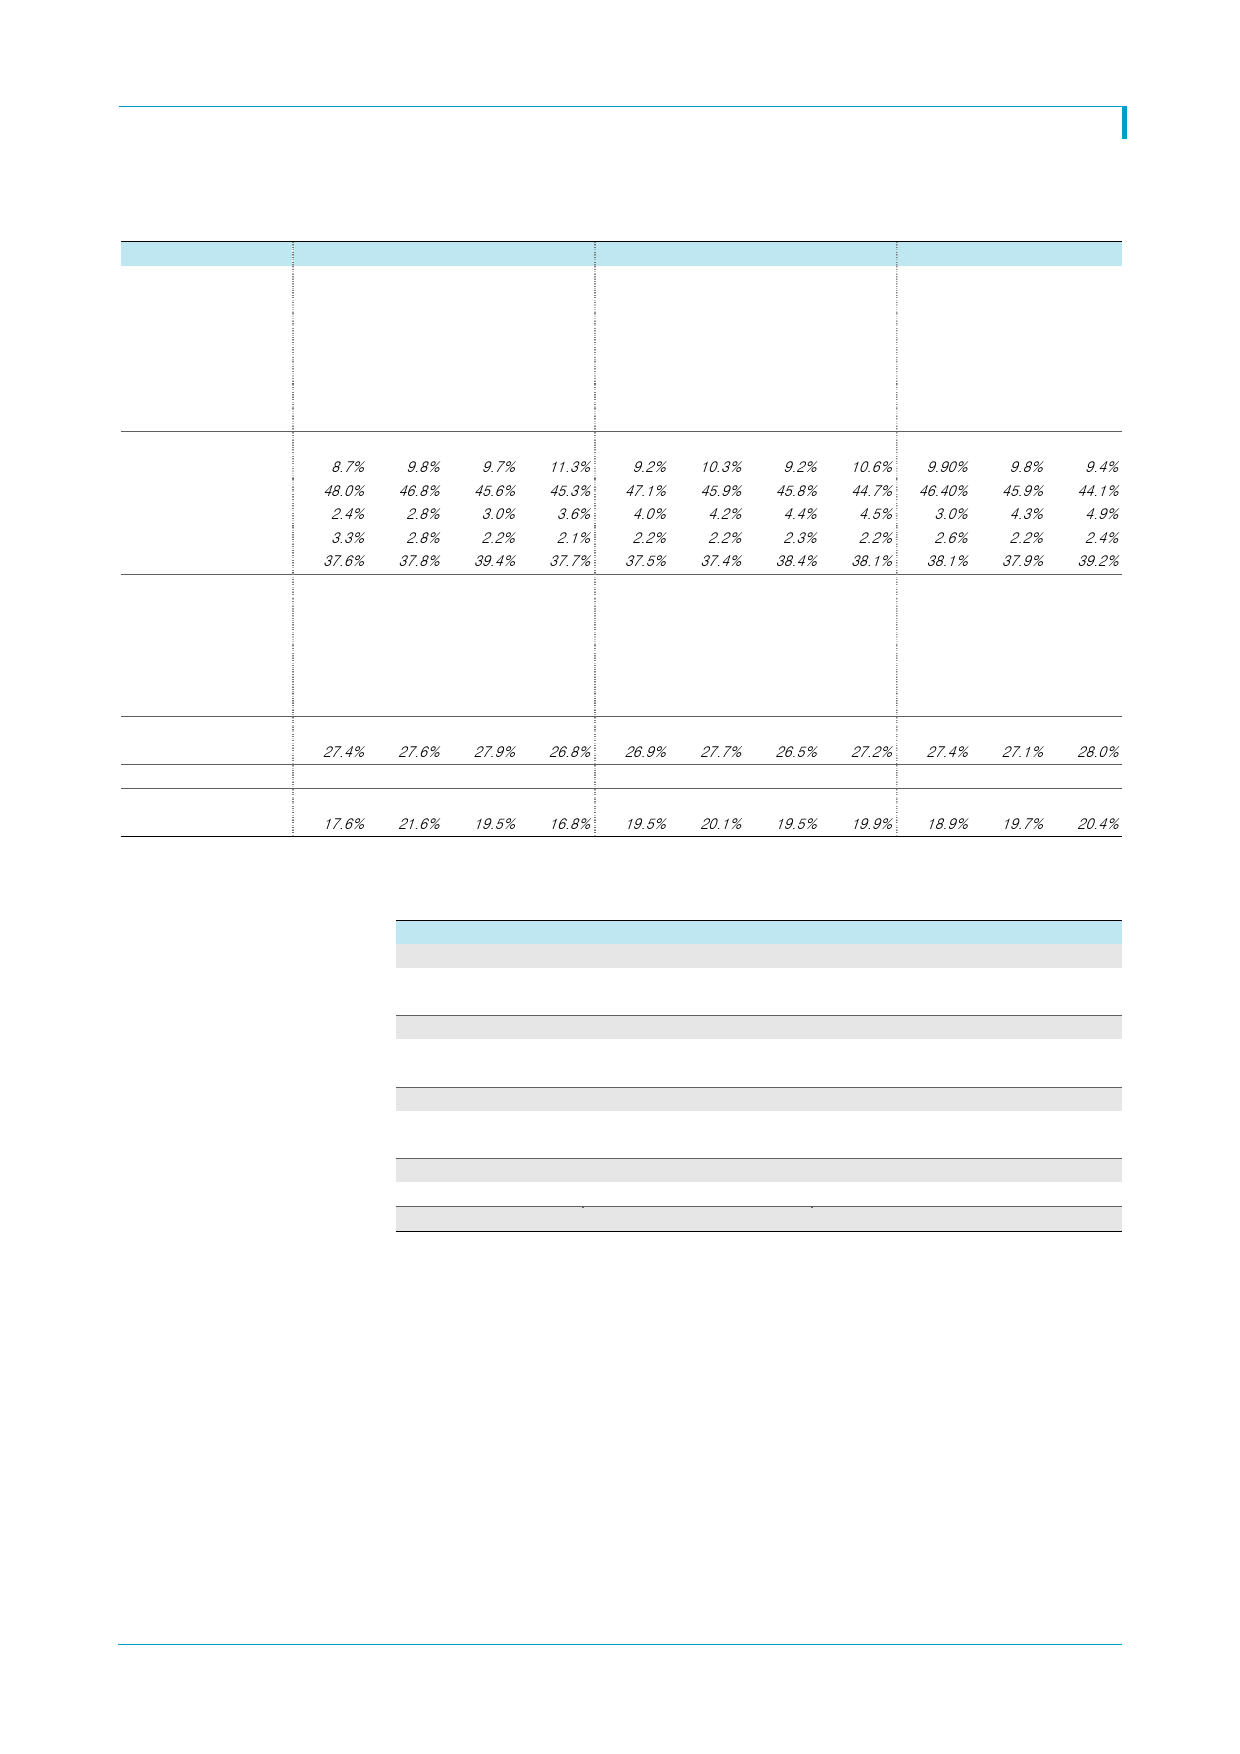 8.7% 9.8% 9.7% 11.3% 9.2% 10.3% 9.2% 10.6% 9.90% 9.8% 9.4%
48.0% 46.8% 45.6% 45.3% 47.1% 45.9% 45.8% 44.7% 46.40% 45.9% 44.1%
2.4% 2.8% 3.0% 3.6% 4.0% 4.2% 4.4% 4.5% 3.0% 4.3% 4.9%
3.3% 2.8% 2.2% 2.1% 2.2% 2.2% 2.3% 2.2% 2.6% 2.2% 2.4%
37.6% 37.8% 39.4% 37.7% 37.5% 37.4% 38.4% 38.1% 38.1% 37.9% 39.2%
27.4% 27.6% 27.9% 26.8% 26.9% 27.7% 26.5% 27.2% 27.4% 27.1% 28.0%
17.6% 21.6% 19.5% 16.8% 19.5% 20.1% 19.5% 19.9% 18.9% 19.7% 20.4%